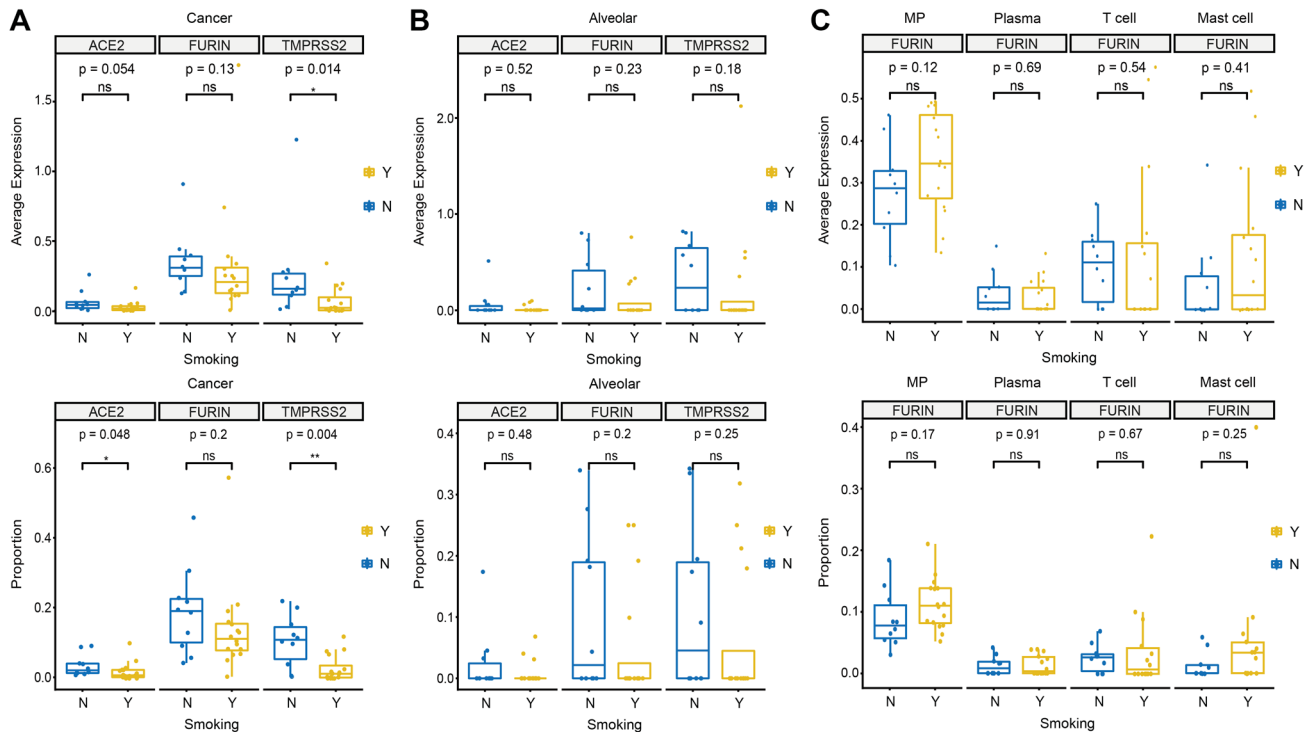 A
Cancer
ACE2 FURIN TMPRSS2
p = 0.054 p = 0.13 p = 0.014
ns ns *
1.5
1.0
0.5
0.0
Average Expression
Y
N
N Y N Y N Y
Smoking
Cancer
ACE2 FURIN TMPRSS2
p = 0.048 p = 0.2 p = 0.004
* ns **
0.6
0.4
0.2
0.0
Proportion
Y
N
N Y N Y N Y
Smoking
B
Alveolar
ACE2 FURIN TMPRSS2
p = 0.52 p = 0.23 p = 0.18
ns ns ns
2.0
1.0
0.0
Average Expression
Y
N
N Y N Y N Y
Smoking
Alveolar
ACE2 FURIN TMPRSS2
p = 0.48 p = 0.2 p = 0.25
ns ns ns
0.4
0.3
0.2
0.1
0.0
Proportion
Y
N
N Y N Y N Y
Smoking
C
MP Plasma T cell Mast cell
FURIN FURIN FURIN FURIN
p = 0.12 p = 0.69 p = 0.54 p = 0.41
ns ns ns ns
0.5
0.4
0.3
0.2
0.1
0.0
Average Expression
Y
N
N Y N Y N Y N Y
Smoking
MP Plasma T cell Mast cell
FURIN FURIN FURIN FURIN
p = 0.17 p = 0.91 p = 0.67 p = 0.25
ns ns ns ns
0.4
0.3
0.2
0.1
0.0
Proportion
Y
N
N Y N Y N Y N Y
Smoking